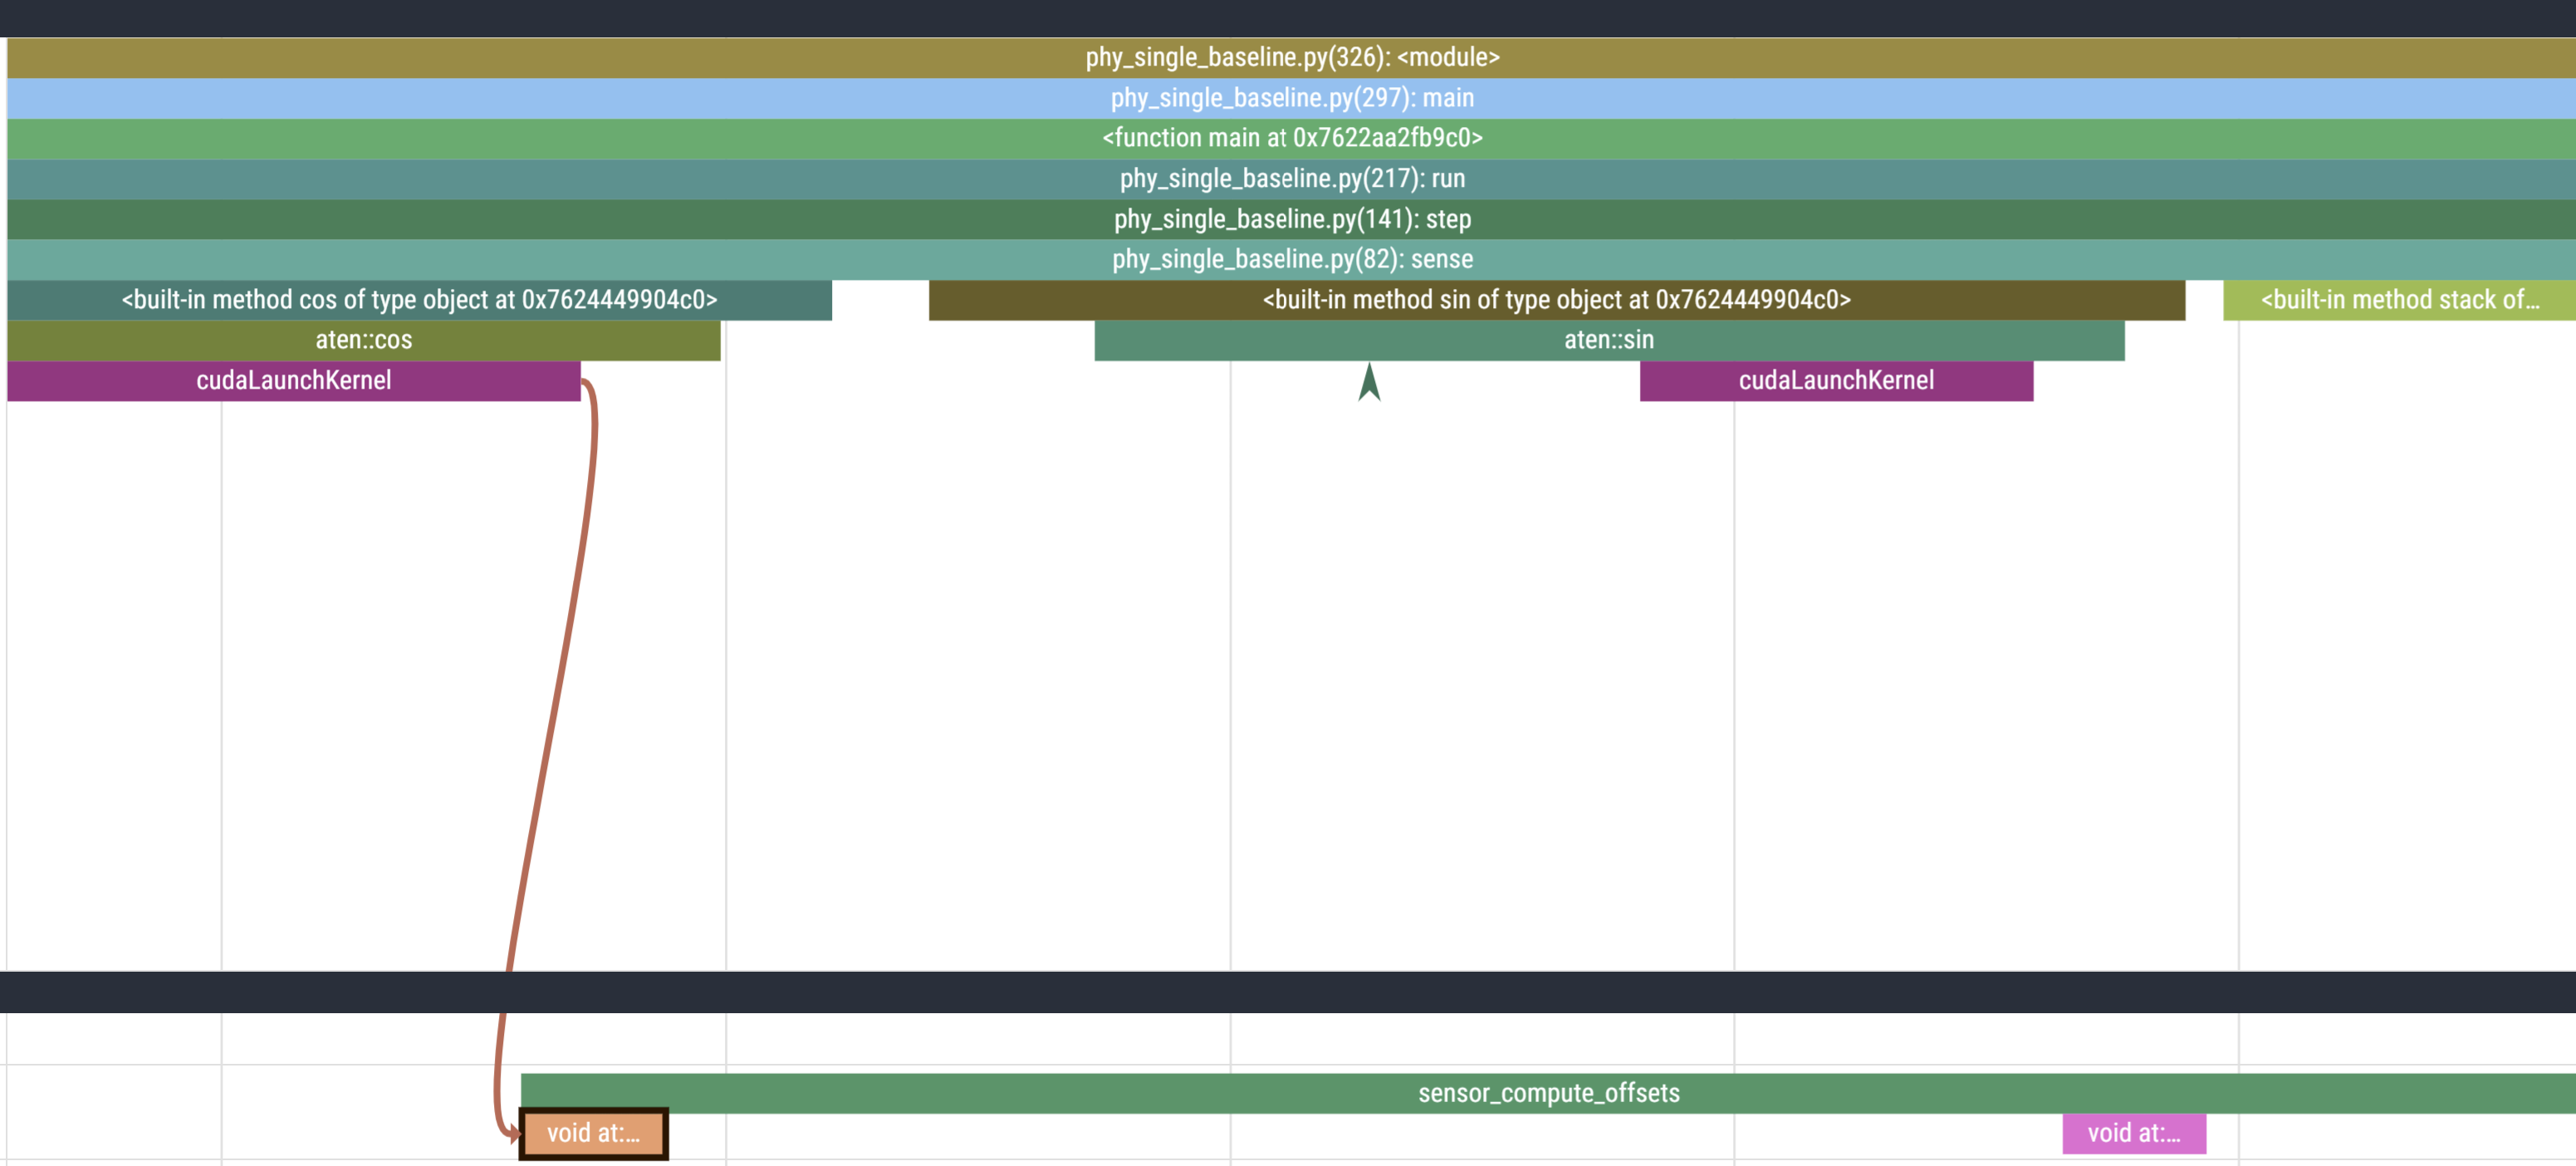 phy_single_baseline.py(326): <module>
phy_single_baseline.py(297): main
<function main at 0x7622aa2fb9c0>
phy_single_baseline.py(217): run
phy_single_baseline.py(141): step
phy_single_baseline.py(82): sense
<built-in method cos of type object at 0x7624449904c0> <built-in method sin of type object at 0x7624449904c0> <built-in method stack of...
aten::cos aten::sin
cudaLaunchKernel cudaLaunchKernel
sensor_compute_offsets
void at:... void at:...